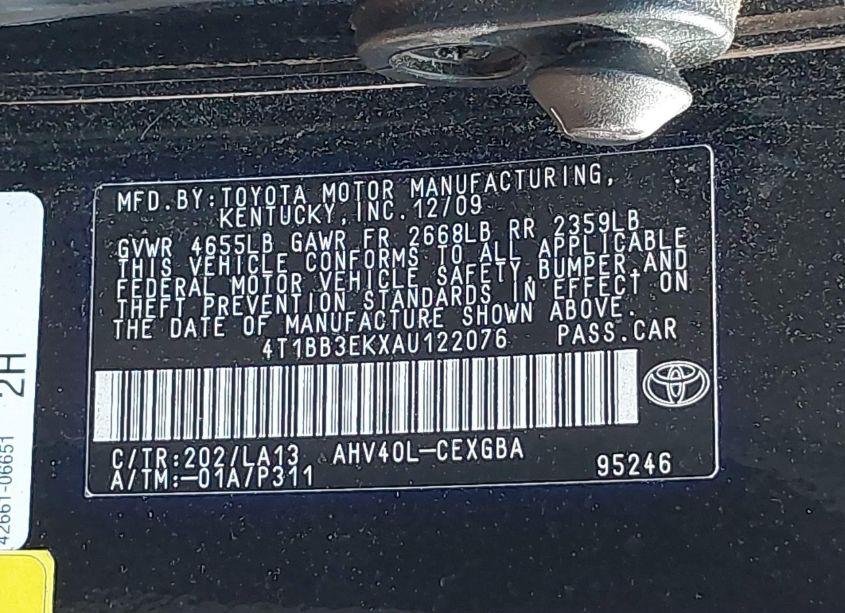 MFD.BY:TOYOTA MOTOR MANUFACTURING,
KENTUCKY,INC.12/09
GVWR 4655LB GAWR FR 2668LB RR 2359LB
THIS VEHICLE CONFORMS TO ALL APPLICABLE
FEDERAL MOTOR VEHICLE SAFETY,BUMPER,AND
THEFT PREVENTION STANDARDS IN EFFECT ON
THE DATE OF MANUFACTURE SHOWN ABOVE.
4T1BB3EKXAU122076 PASS.CAR
C/TR:202/LA13 AHV40L-CEXGBA
A/TM:-01A/P311 95246
2H
42661-06651